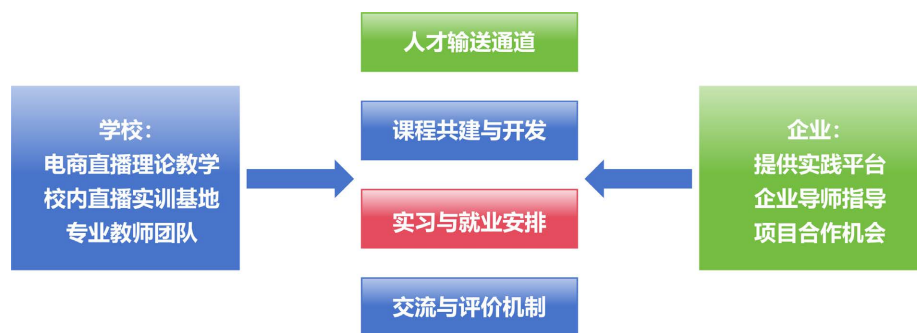 学校：
电商直播理论教学
校内直播实训基地
专业教师团队
人才输送通道
课程共建与开发
实习与就业安排
交流与评价机制
企业：
提供实践平台
企业导师指导
项目合作机会